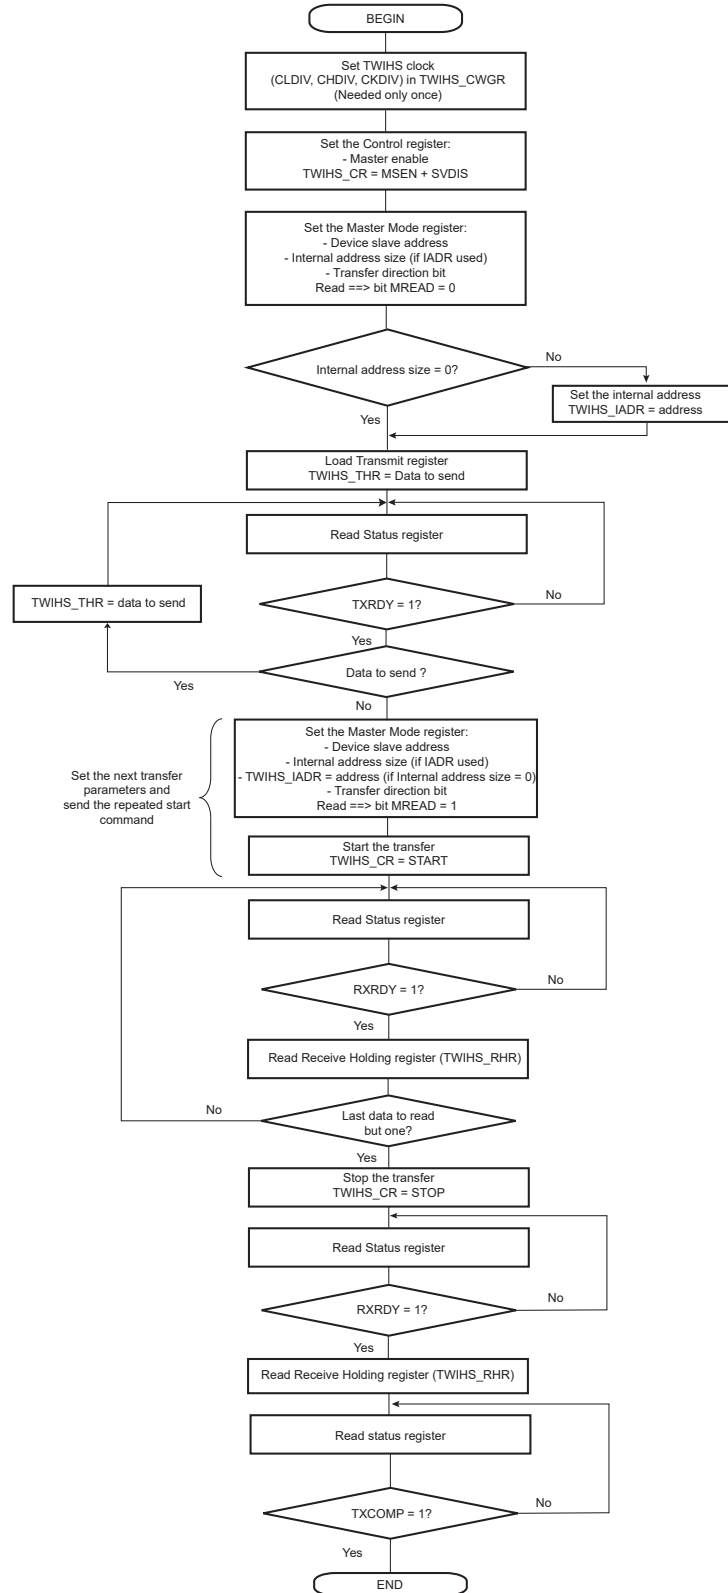 BEGIN
Set TWIHS clock
(CLDIV, CHDIV, CKDIV) in TWIHS_CWGR
(Needed only once)
Set the Control register:
- Master enable
TWIHS_CR = MSEN + SVDIS
Set the Master Mode register:
- Device slave address
- Internal address size (if IADR used)
- Transfer direction bit
Read ==> bit MREAD = 0
Internal address size = 0?
No
Set the internal address
TWIHS_IADR = address
Yes
Load Transmit register
TWIHS_THR = Data to send
Read Status register
TWIHS_THR = data to send
TXRDY = 1?
No
Yes
Data to send ?
Yes
No
Set the next transfer
parameters and
send the repeated start
command
Set the Master Mode register:
- Device slave address
- Internal address size (if IADR used)
- TWIHS_IADR = address (if Internal address size = 0)
- Transfer direction bit
Read ==> bit MREAD = 1
Start the transfer
TWIHS_CR = START
Read Status register
RXRDY = 1?
No
Yes
Read Receive Holding register (TWIHS_RHR)
No
Last data to read
but one?
Yes
Stop the transfer
TWIHS_CR = STOP
Read Status register
RXRDY = 1?
No
Yes
Read Receive Holding register (TWIHS_RHR)
Read status register
TXCOMP = 1?
No
Yes
END